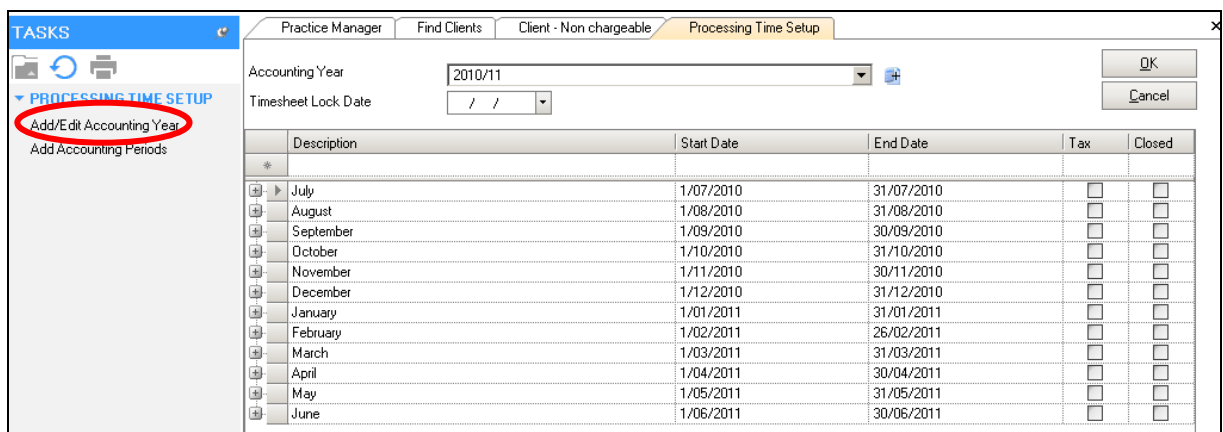 Practice Manager Find Clients Client - Non chargeable Processing Time Setup
TASKS
Accounting Year 2010/11 OK
PROCESSING TIME SETUP Timesheet Lock Date / / Cancel
Add/Edit Accounting Year
Add Accounting Periods
Description Start Date End Date Tax Closed
July 1/07/2010 31/07/2010
August 1/08/2010 31/08/2010
September 1/09/2010 30/09/2010
October 1/10/2010 31/10/2010
November 1/11/2010 30/11/2010
December 1/12/2010 31/12/2010
January 1/01/2011 31/01/2011
February 1/02/2011 26/02/2011
March 1/03/2011 31/03/2011
April 1/04/2011 30/04/2011
May 1/05/2011 31/05/2011
June 1/06/2011 30/06/2011